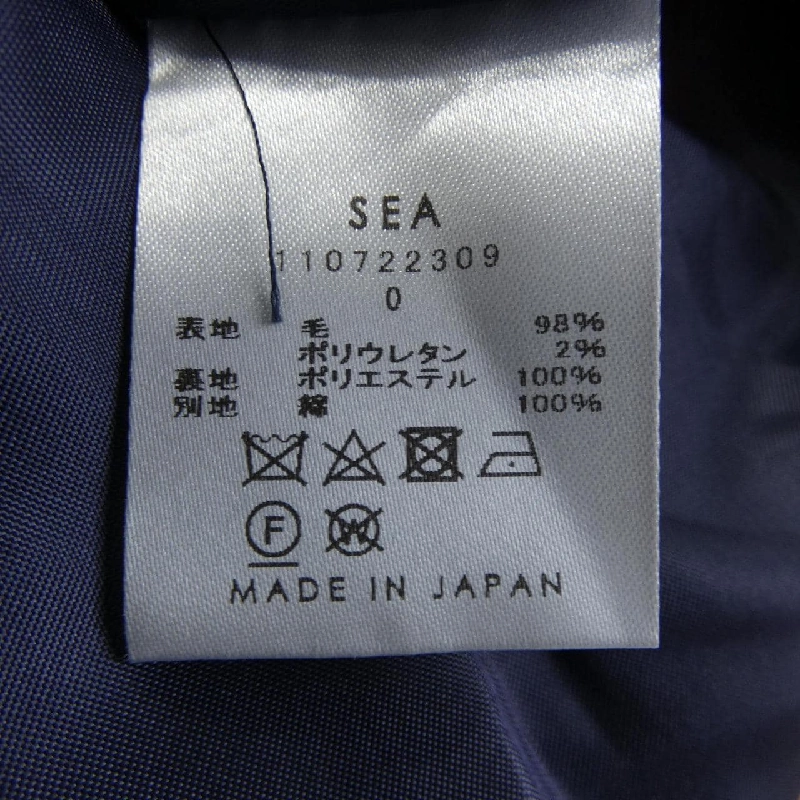 SEA
110722309
0
表地 毛 98%
ポリウレタン 2%
裏地 ポリエステル 100%
別地 綿 100%
F W
MADE IN JAPAN